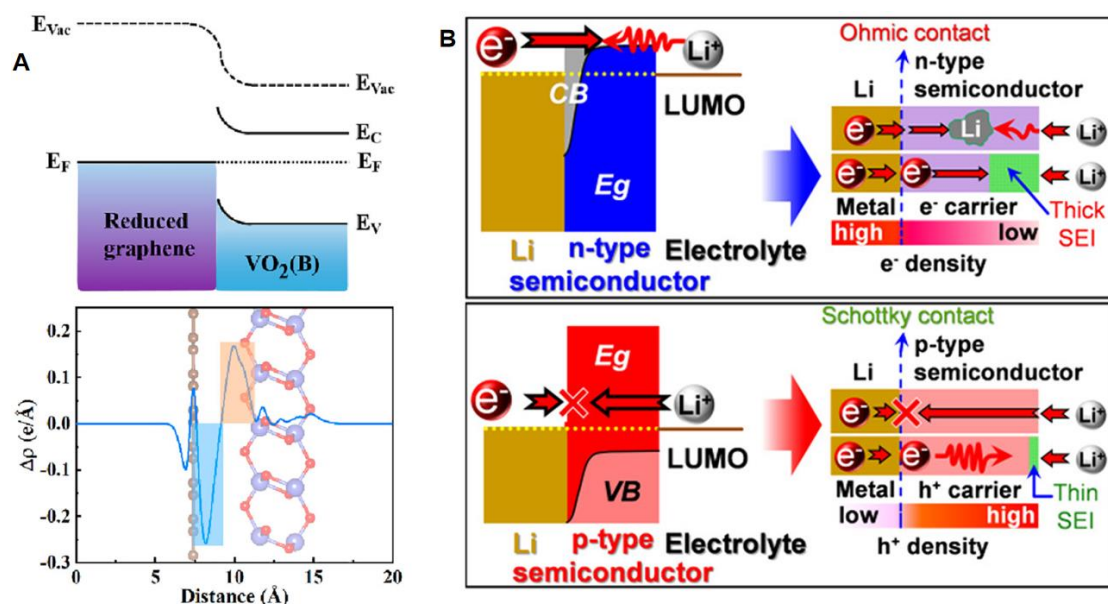 A
E_Vac
E_Vac
E_C
E_F
E_F
E_V
Reduced
graphene
VO₂(B)
Δρ (e/Å)
0.2
0.1
0.0
-0.1
-0.2
-0.3
0 5 10 15 20
Distance (Å)
B
e⁻
Li⁺
CB
LUMO
Eg
Li n-type Electrolyte
semiconductor
Ohmic contact
n-type
Li semiconductor
e⁻ Li Li⁺
e⁻ e⁻ Li⁺
Metal e⁻ carrier
Thick
SEI
high low
e⁻ density
Eg
e⁻
Li⁺
LUMO
VB
Li p-type Electrolyte
semiconductor
Schottky contact
p-type
Li semiconductor
e⁻ Li⁺
e⁻ e⁻ Li⁺
Metal h⁺ carrier
Thin
SEI
low high
h⁺ density